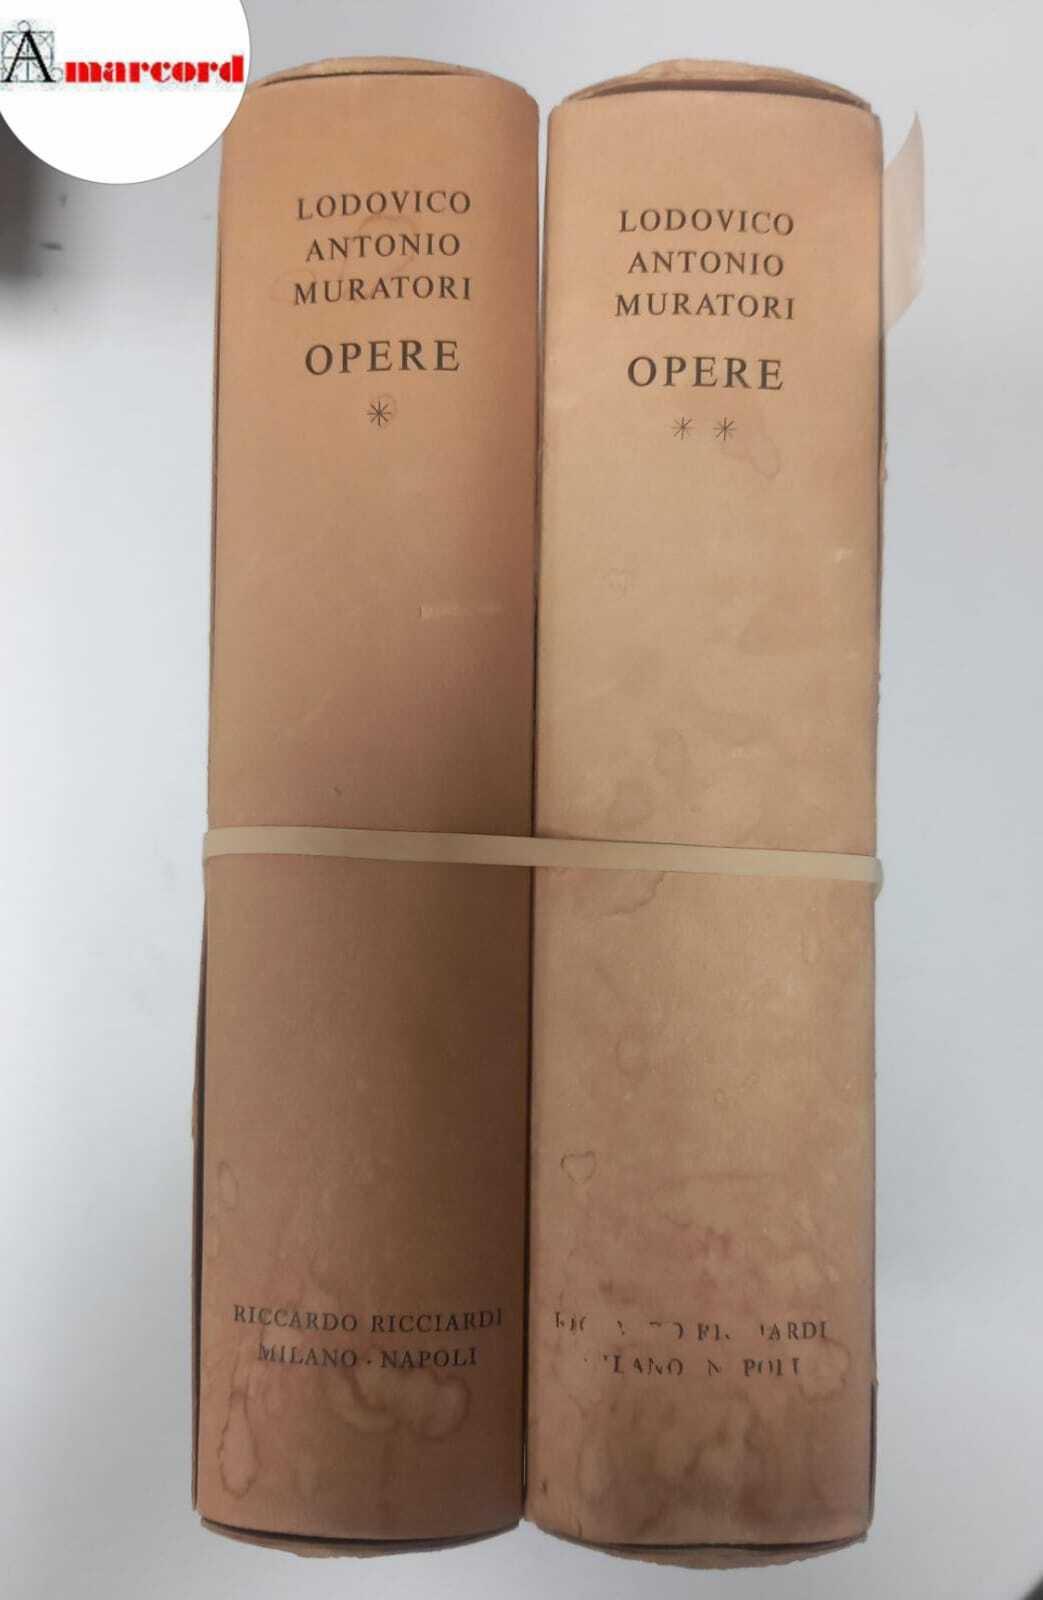 Amarcord
LODOVICO
ANTONIO
MURATORI
OPERE
*
RICCARDO RICCIARDI
MILANO · NAPOLI
LODOVICO
ANTONIO
MURATORI
OPERE
* *